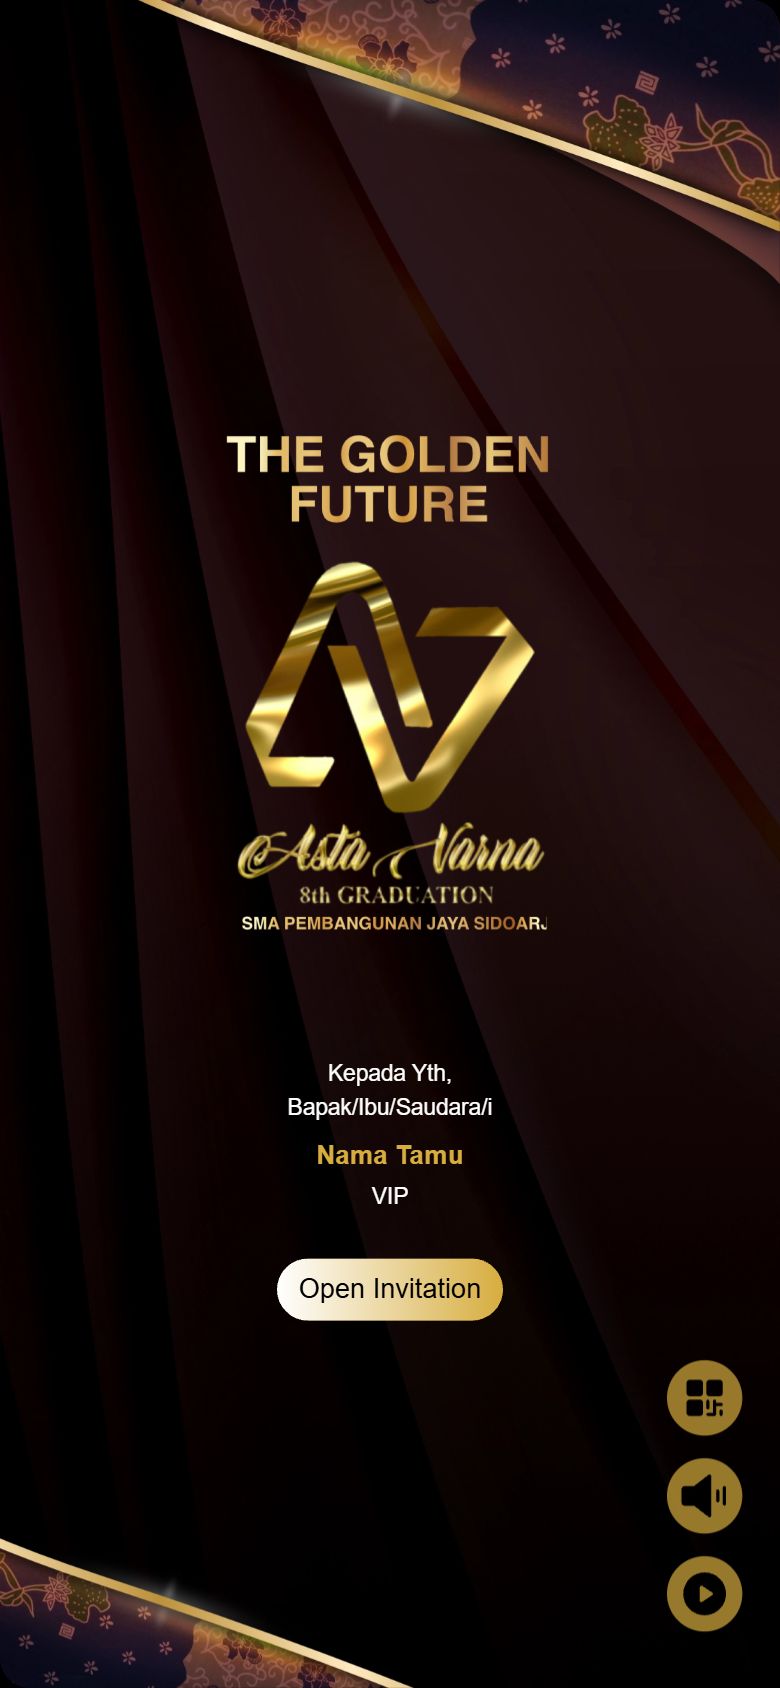 THE GOLDEN
FUTURE
Asta Varna
8th GRADUATION
SMA PEMBANGUNAN JAYA SIDOARJ
Kepada Yth,
Bapak/Ibu/Saudara/i
Nama Tamu
VIP
Open Invitation